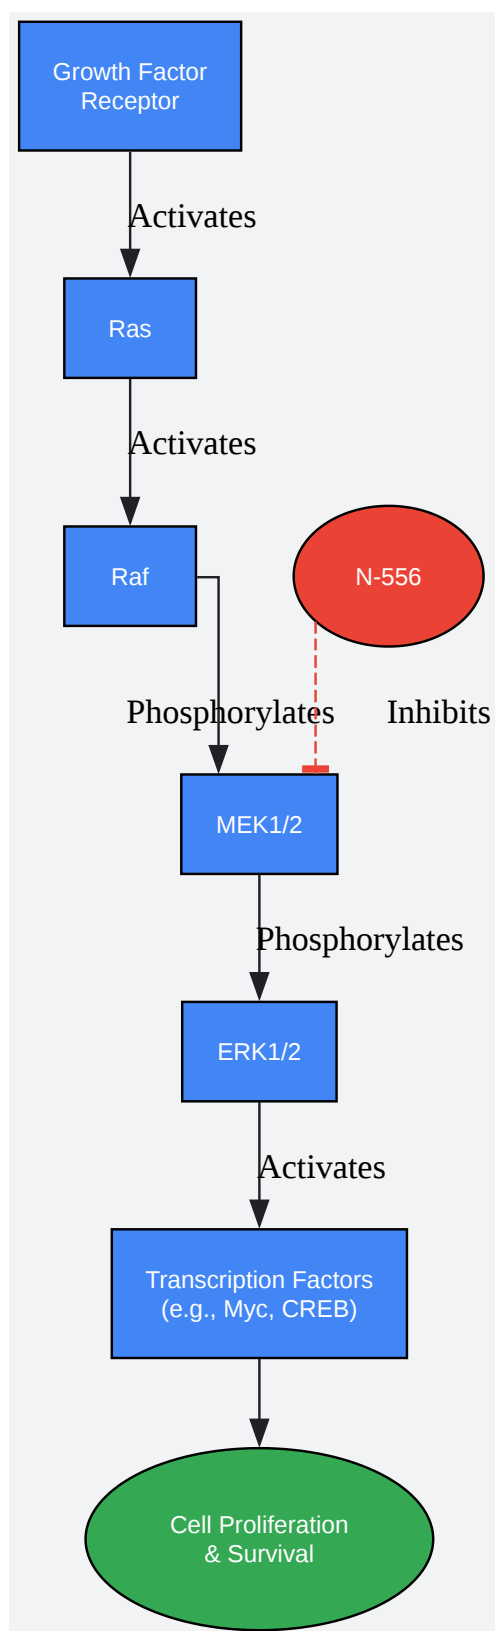 Growth Factor
Receptor
Activates
Ras
Activates
Raf
N-556
Phosphorylates
Inhibits
MEK1/2
Phosphorylates
ERK1/2
Activates
Transcription Factors
(e.g., Myc, CREB)
Cell Proliferation
& Survival